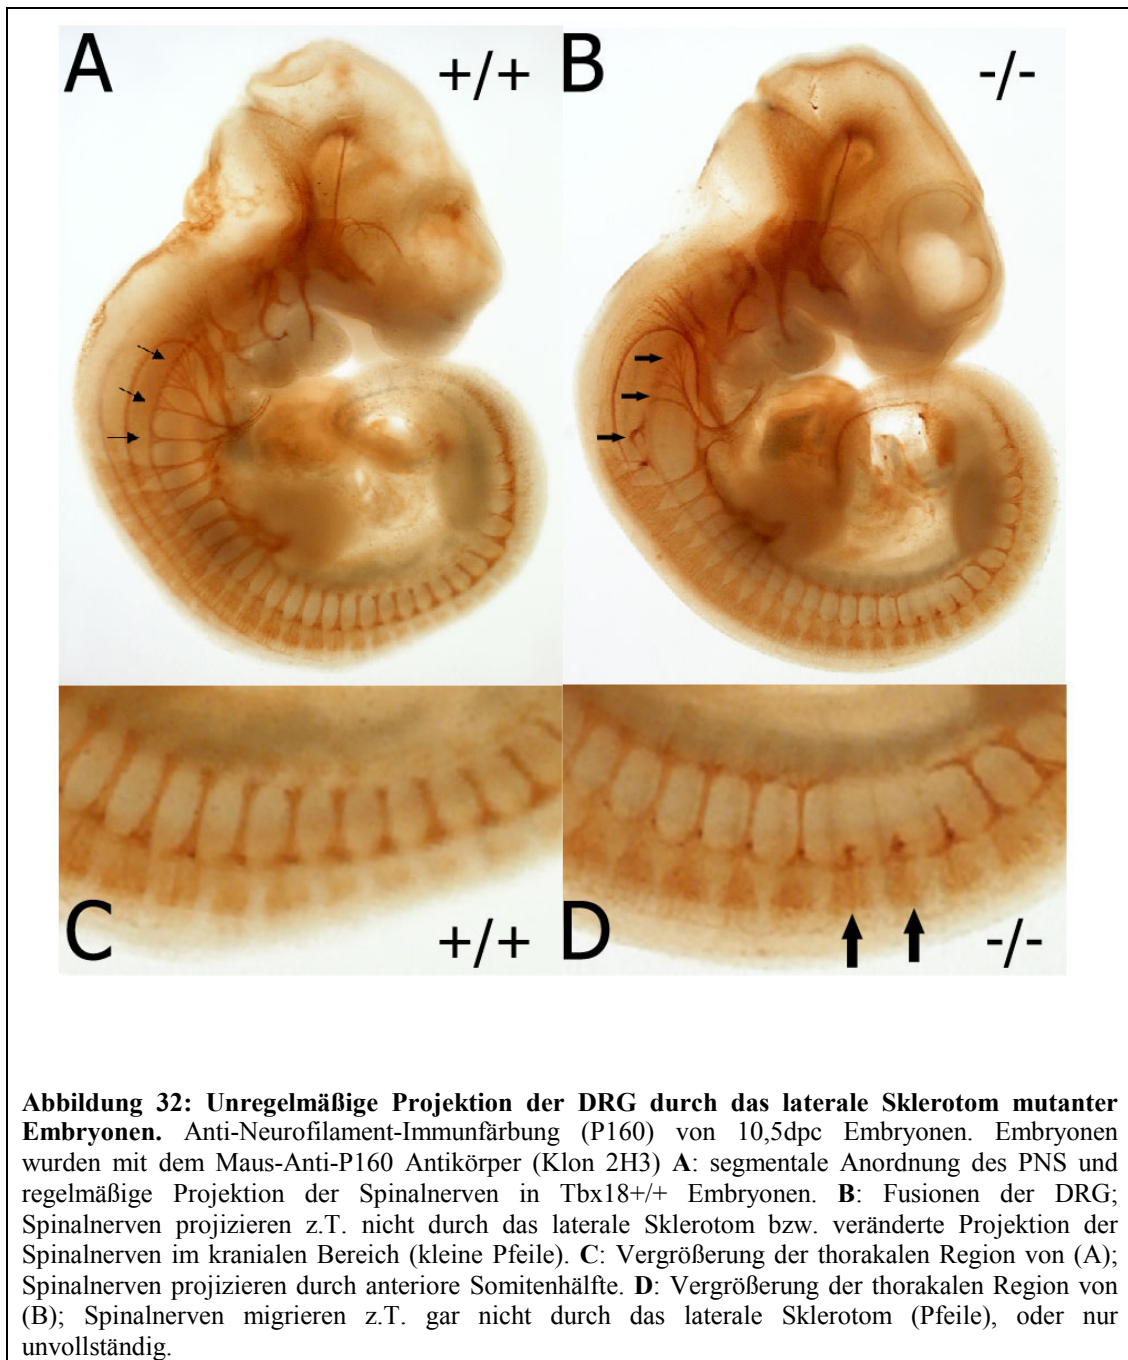 A +/+ B -/-
C +/+ D -/-
Abbildung 32: Unregelmäßige Projektion der DRG durch das laterale Sklerotom mutanter
Embryonen. Anti-Neurofilament-Immunfärbung (P160) von 10,5dpc Embryonen. Embryonen
wurden mit dem Maus-Anti-P160 Antikörper (Klon 2H3) A: segmentale Anordnung des PNS und
regelmäßige Projektion der Spinalnerven in Tbx18+/+ Embryonen. B: Fusionen der DRG;
Spinalnerven projizieren z.T. nicht durch das laterale Sklerotom bzw. veränderte Projektion der
Spinalnerven im kranialen Bereich (kleine Pfeile). C: Vergrößerung der thorakalen Region von (A);
Spinalnerven projizieren durch anteriore Somitenhälfte. D: Vergrößerung der thorakalen Region von
(B); Spinalnerven migrieren z.T. gar nicht durch das laterale Sklerotom (Pfeile), oder nur
unvollständig.